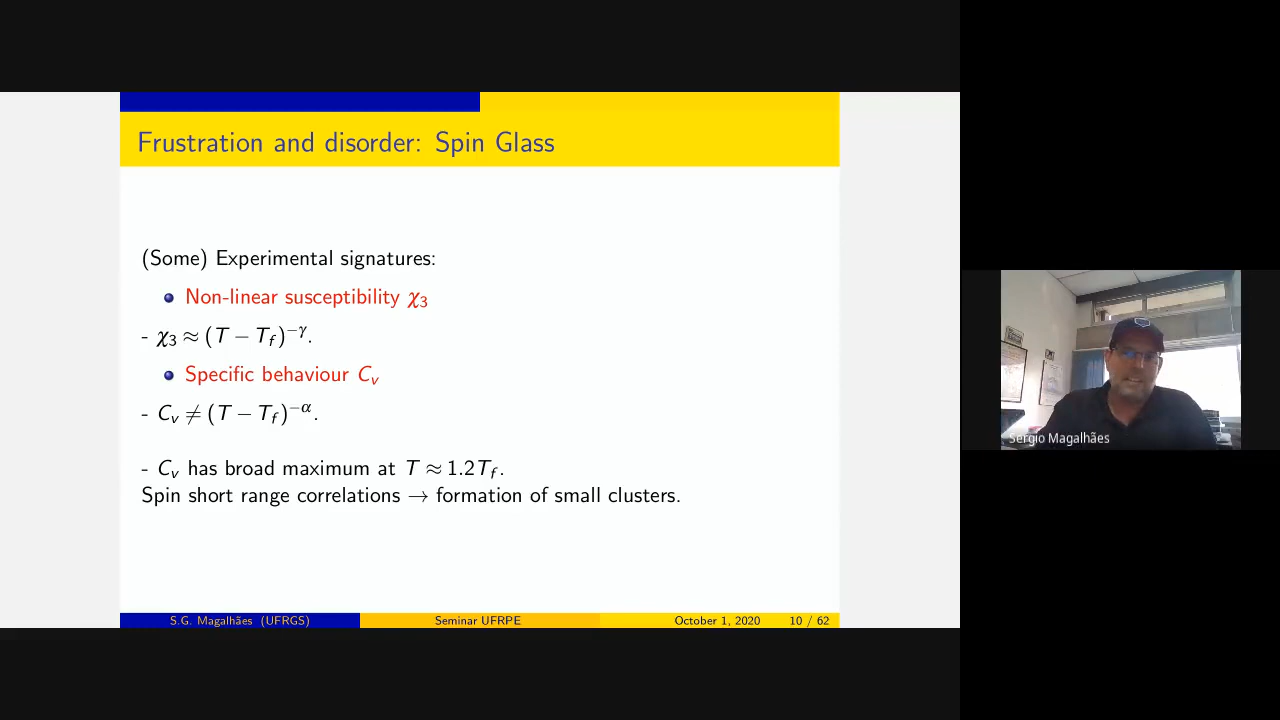 Frustration and disorder: Spin Glass
(Some) Experimental signatures:
Non-linear susceptibility χ₃
- χ₃ ≈ (T − T_f)^{−γ}.
Specific behaviour C_v
- C_v ≠ (T − T_f)^{−α}.
- C_v has broad maximum at T ≈ 1.2T_f.
Spin short range correlations → formation of small clusters.
S.G. Magalhães (UFRGS) Seminar UFRPE October 1, 2020 10 / 62
Sergio Magalhães